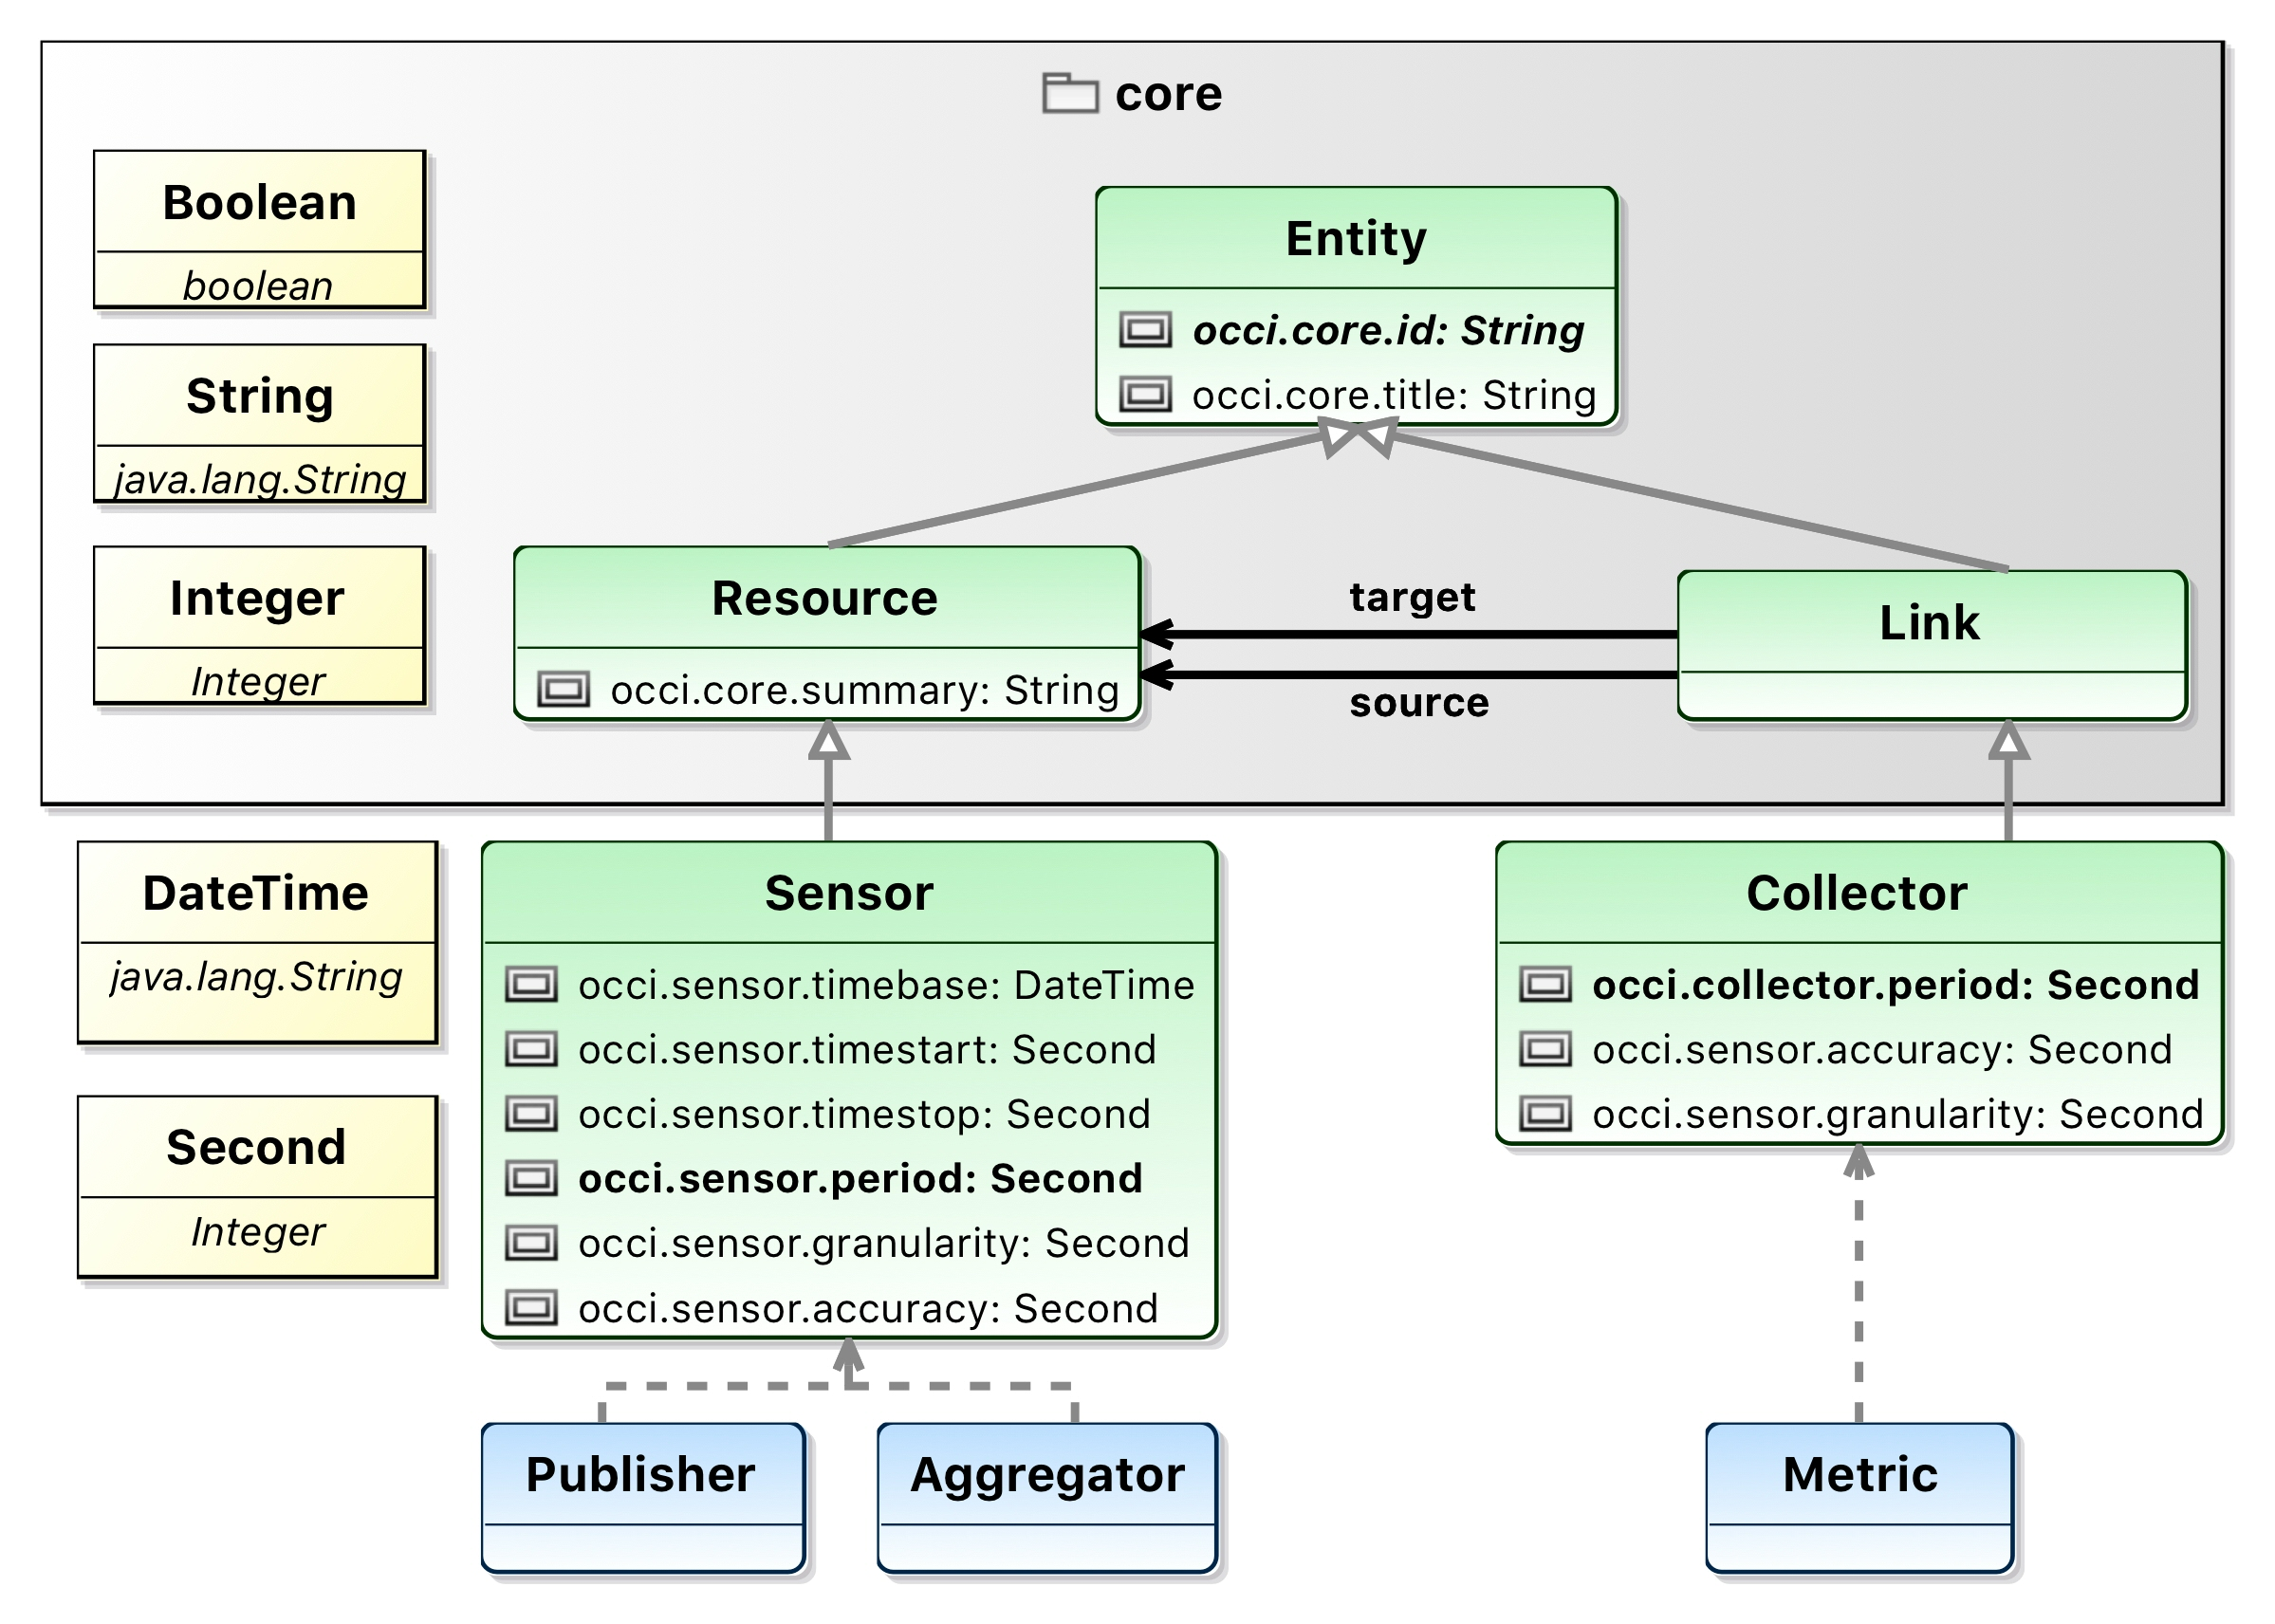 core
Boolean
boolean
String
java.lang.String
Integer
Integer
Entity
occi.core.id: String
occi.core.title: String
Resource
occi.core.summary: String
target
source
Link
DateTime
java.lang.String
Second
Integer
Sensor
occi.sensor.timebase: DateTime
occi.sensor.timestart: Second
occi.sensor.timestop: Second
occi.sensor.period: Second
occi.sensor.granularity: Second
occi.sensor.accuracy: Second
Collector
occi.collector.period: Second
occi.sensor.accuracy: Second
occi.sensor.granularity: Second
Publisher
Aggregator
Metric